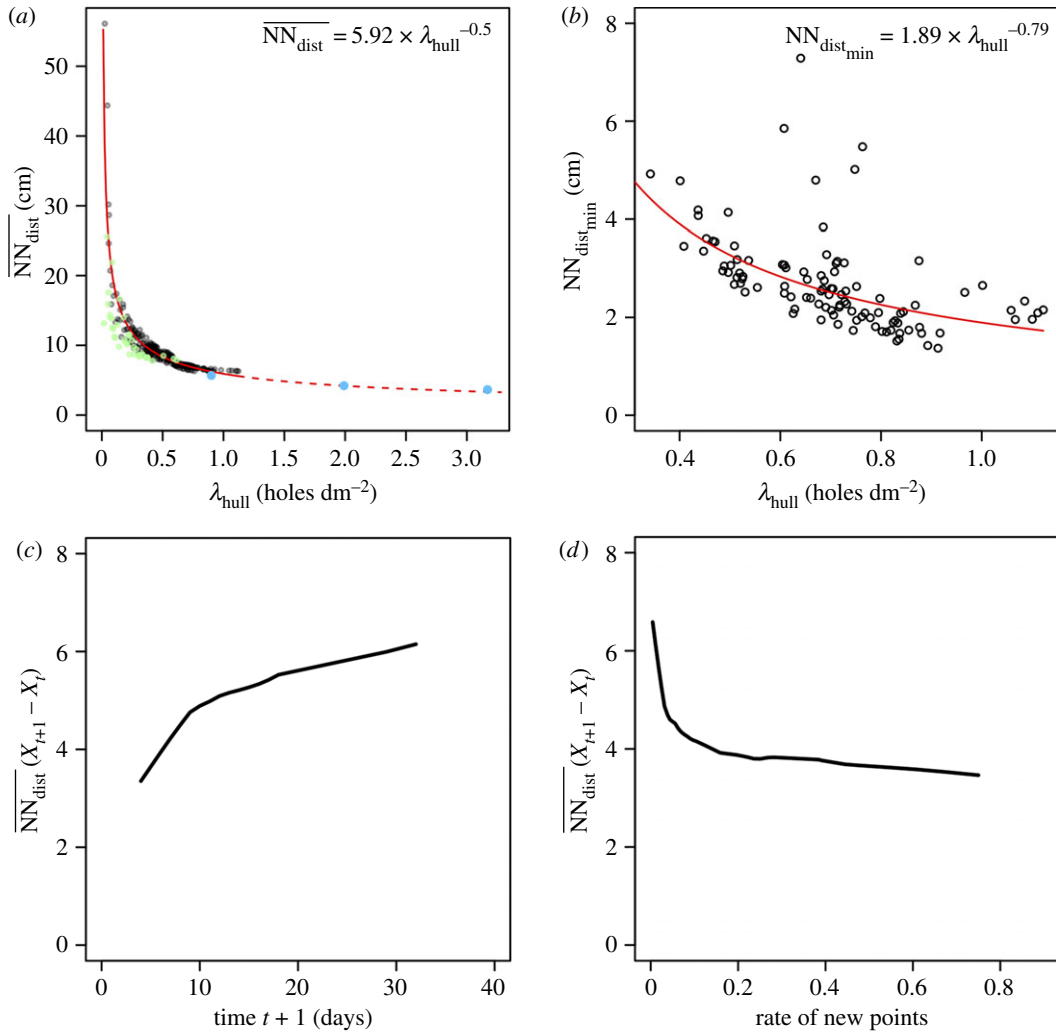 (a)
N̅N̅_dist = 5.92 × λ_hull^−0.5
50
40
30
20
10
0
N̅N̅_dist (cm)
0 0.5 1.0 1.5 2.0 2.5 3.0
λ_hull (holes dm^−2)
(b)
NN_dist_min = 1.89 × λ_hull^−0.79
8
6
4
2
0
NN_dist_min (cm)
0.4 0.6 0.8 1.0
λ_hull (holes dm^−2)
(c)
8
6
4
2
0
N̅N̅_dist (X_t+1 − X_t)
0 10 20 30 40
time t + 1 (days)
(d)
8
6
4
2
0
N̅N̅_dist (X_t+1 − X_t)
0 0.2 0.4 0.6 0.8
rate of new points